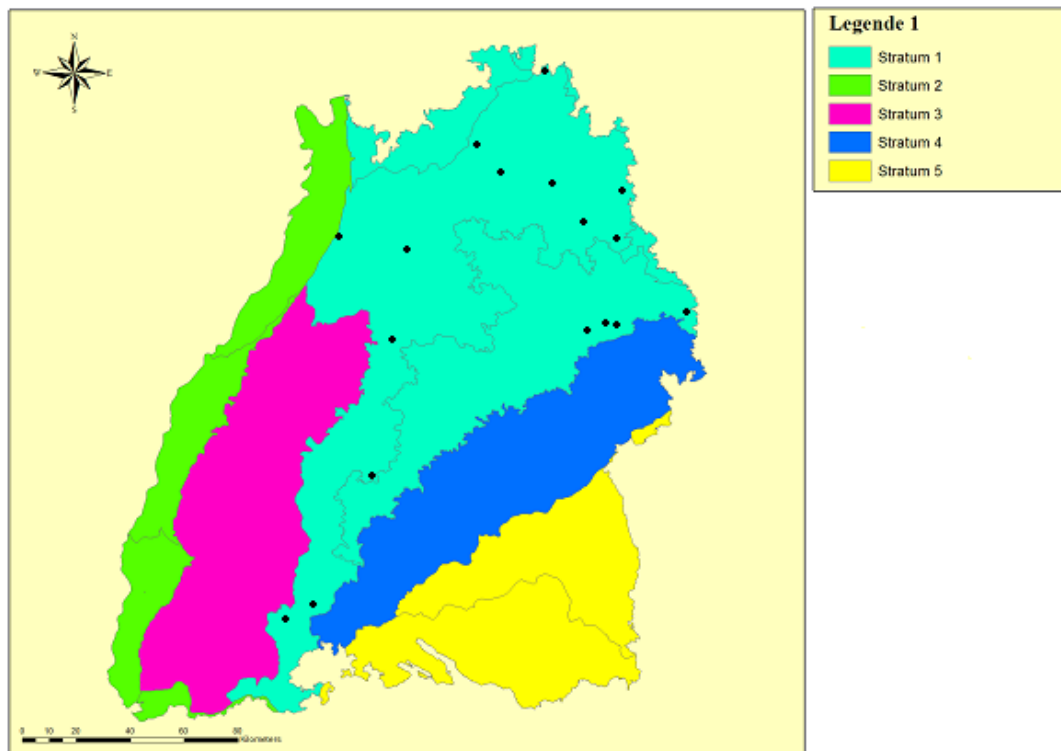 Legende 1
Stratum 1
Stratum 2
Stratum 3
Stratum 4
Stratum 5
N
W E
S
0 10 20 40 60 80
Kilometers